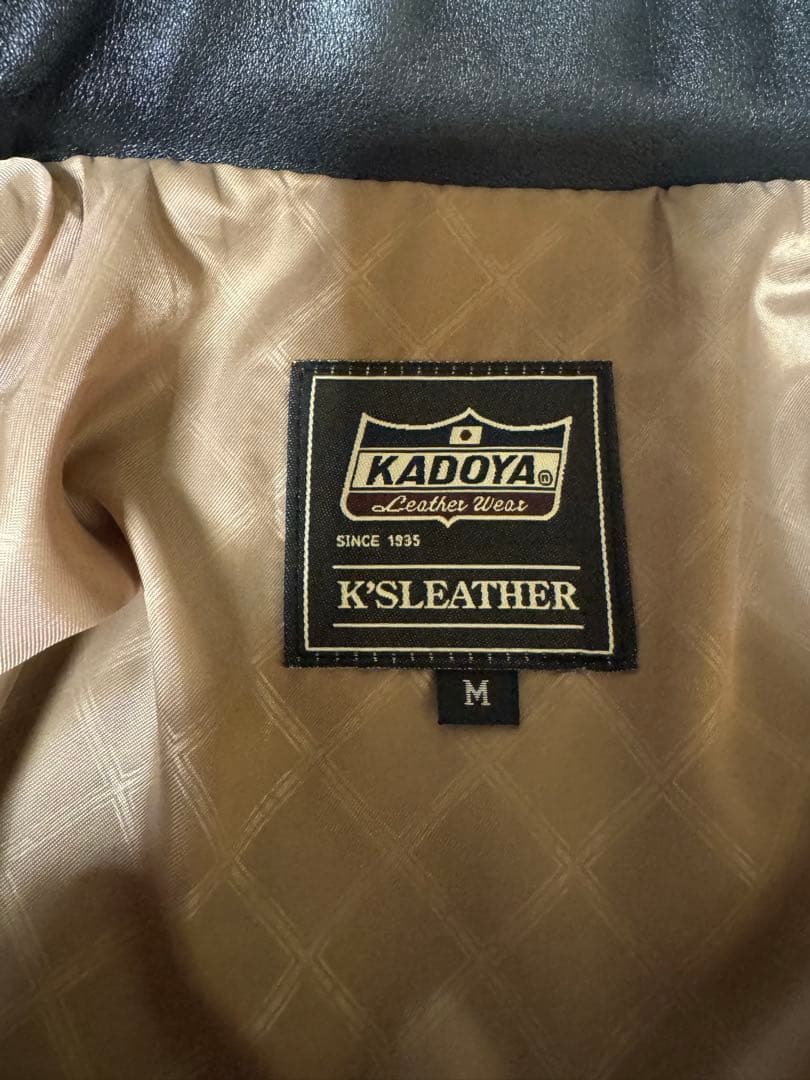 KADOYA
Leather Wear
SINCE 1935
K'SLEATHER
M